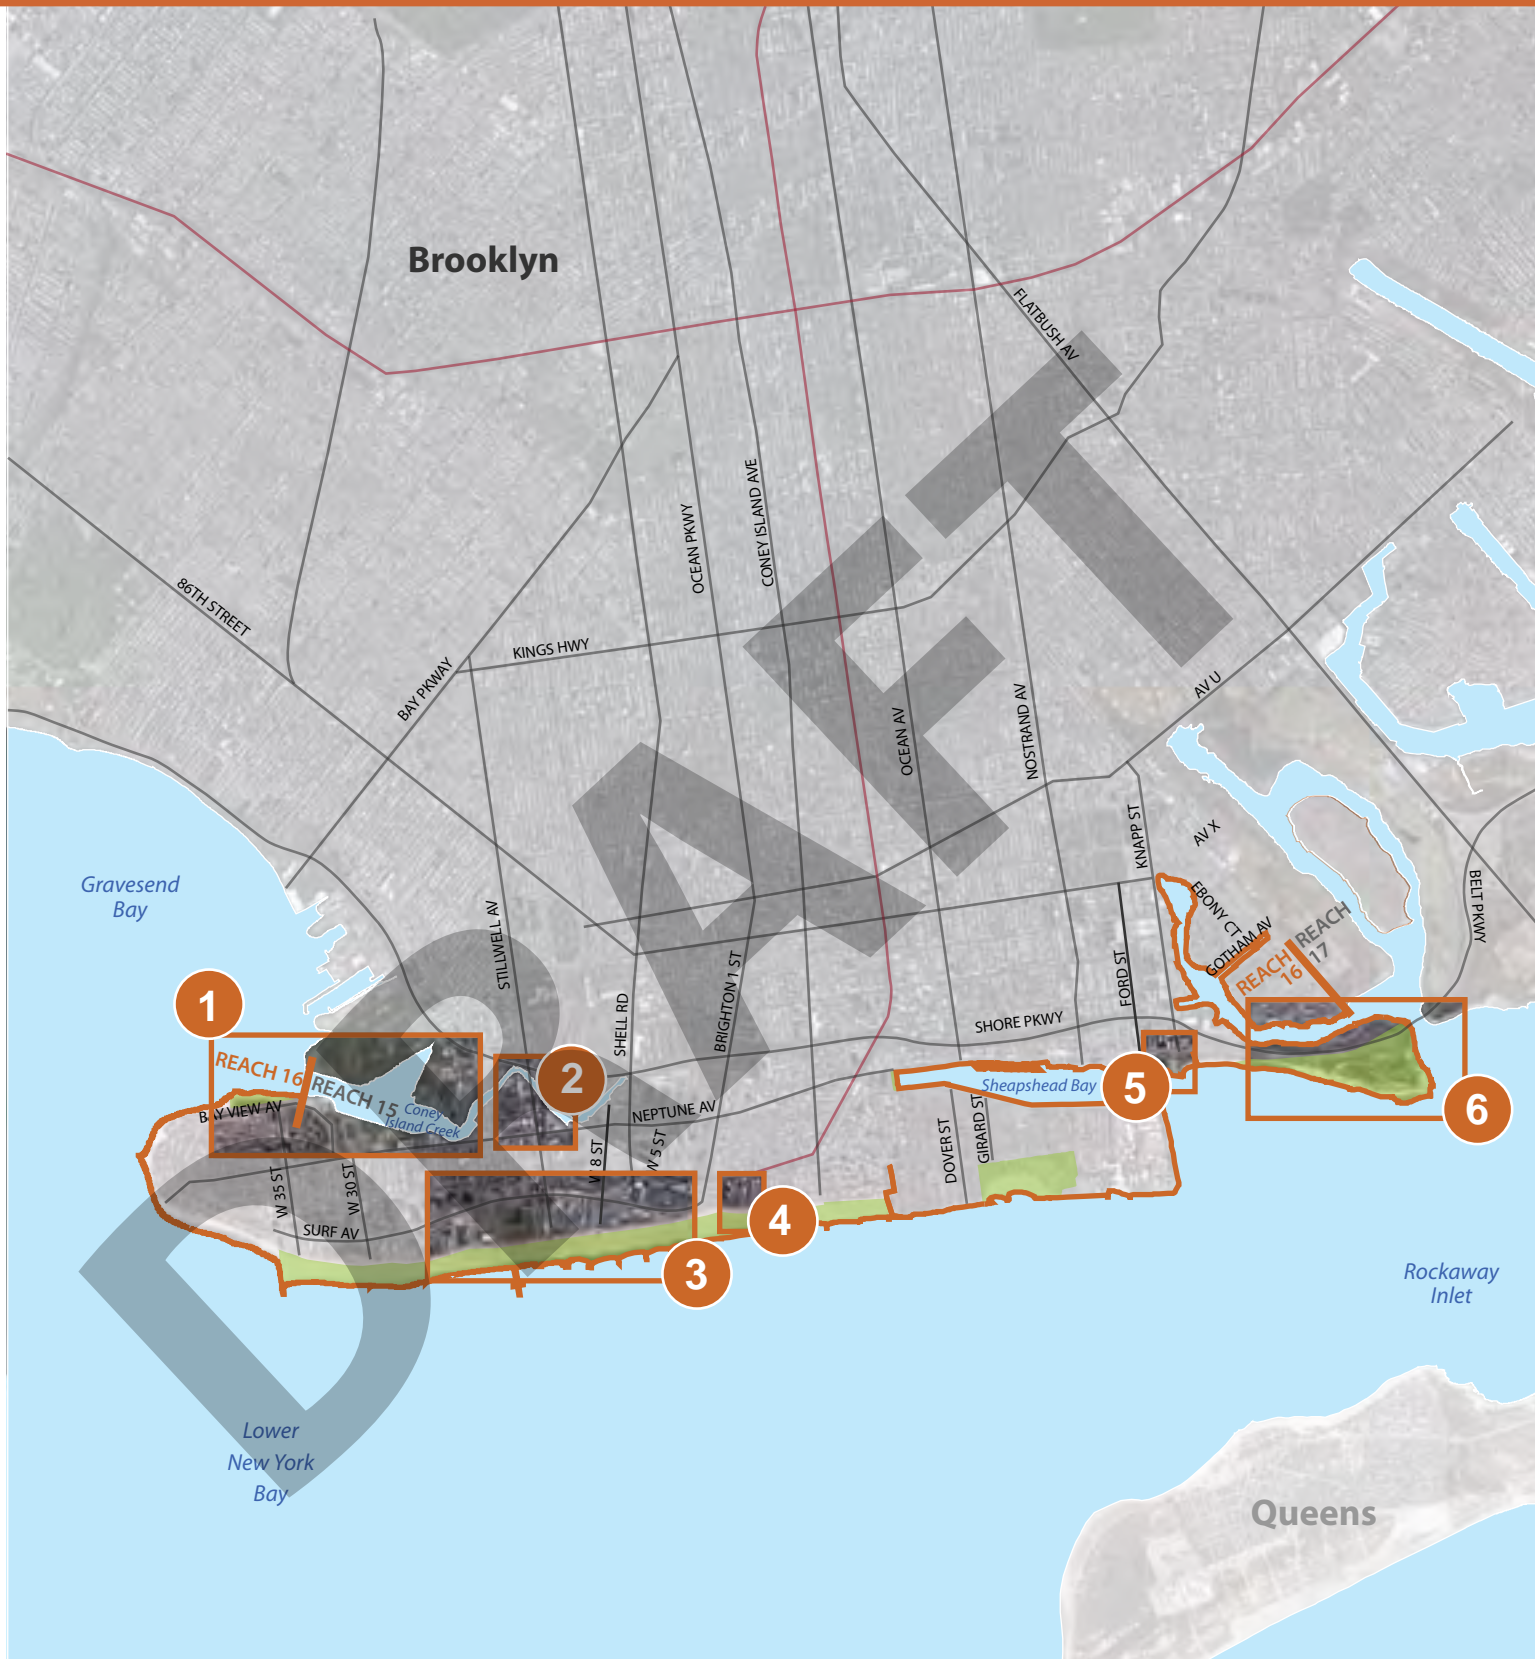 Brooklyn
FLATBUSH AV
CONEY ISLAND AVE
OCEAN PKWY
86TH STREET
KINGS HWY
BAY PKWAY
AV U
NOSTRAND AV
OCEAN AV
KNAPP ST
AV X
BELT PKWY
Gravesend
Bay
STILLWELL AV
EBONY CT
GOTHAM AV
REACH
17
REACH
16
FORD ST
BRIGHTON 1 ST
SHELL RD
SHORE PKWY
1
REACH 16
REACH 15
Coney
Island Creek
BAY VIEW AV
2
NEPTUNE AV
Sheapshead Bay
5
6
W 8 ST
W 5 ST
DOVER ST
GIRARD ST
W 35 ST
W 30 ST
SURF AV
4
3
Rockaway
Inlet
Lower
New York
Bay
Queens
DRAFT